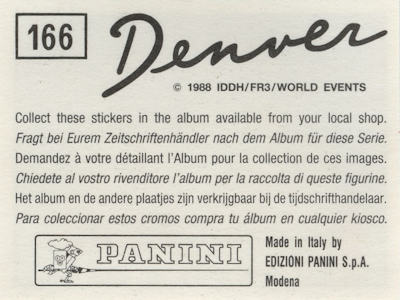 166
Denver
© 1988 IDDH/FR3/WORLD EVENTS
Collect these stickers in the album available from your local shop.
Fragt bei Eurem Zeitschriftenhändler nach dem Album für diese Serie.
Demandez à votre détaillant l'Album pour la collection de ces images.
Chiedete al vostro rivenditore l'album per la raccolta di queste figurine.
Het album en de andere plaatjes zijn verkrijgbaar bij de tijdschrifthandelaar.
Para coleccionar estos cromos compra tu álbum en cualquier kiosco.
PANINI
Made in Italy by
EDIZIONI PANINI S.p.A.
Modena